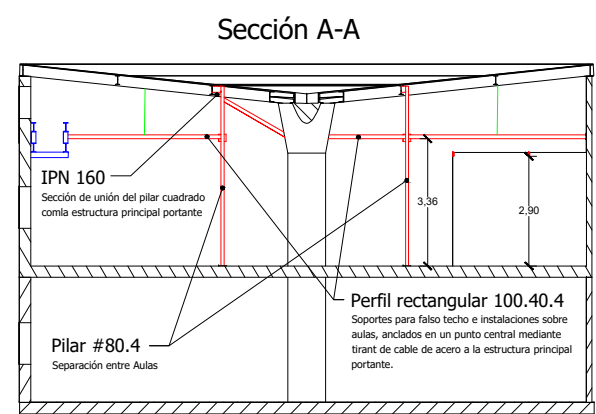 Sección A-A
IPN 160
Sección de unión del pilar cuadrado
comla estructura principal portante
3,36
2,90
Perfil rectangular 100.40.4
Soportes para falso techo e instalaciones sobre
aulas, anclados en un punto central mediante
tirant de cable de acero a la estructura principal
portante.
Pilar #80.4
Separación entre Aulas